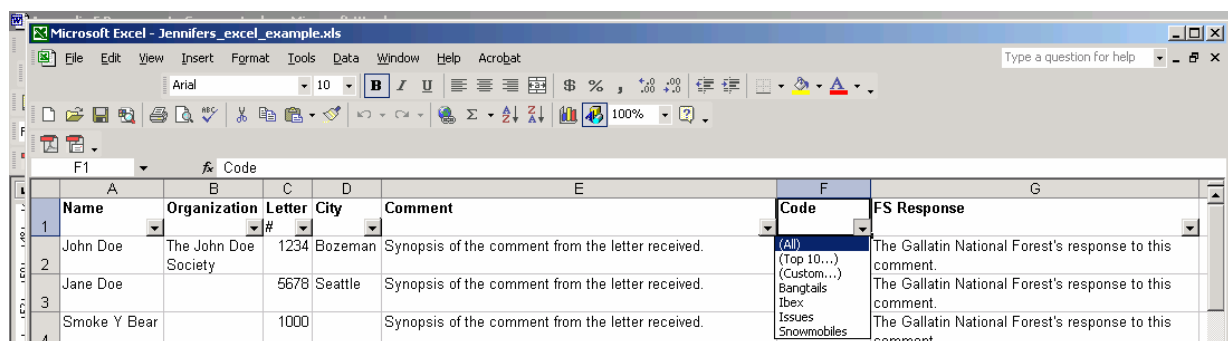 Microsoft Excel - Jennifers_excel_example.xls
File Edit View Insert Format Tools Data Window Help Acrobat Type a question for help
Arial 10 B I U $ % ,
Σ 100%
F1 fx Code
A B C D E F G
1 Name Organization Letter # City Comment Code FS Response
2 John Doe The John Doe Society 1234 Bozeman Synopsis of the comment from the letter received. The Gallatin National Forest's response to this comment.
3 Jane Doe 5678 Seattle Synopsis of the comment from the letter received. The Gallatin National Forest's response to this comment.
4 Smoke Y Bear 1000 Synopsis of the comment from the letter received. The Gallatin National Forest's response to this
(All)
(Top 10...)
(Custom...)
Bangtails
Ibex
Issues
Snowmobiles